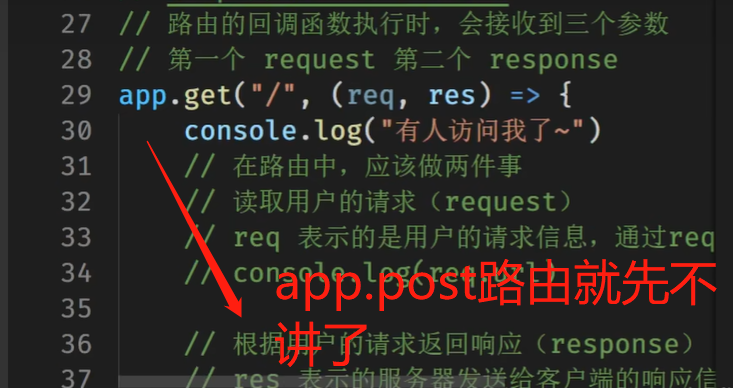 27 // 路由的回调函数执行时，会接收到三个参数
28 // 第一个 request 第二个 response
29 app.get("/", (req, res) => {
30 console.log("有人访问我了~")
31 // 在路由中，应该做两件事
32 // 读取用户的请求（request）
33 // req 表示的是用户的请求信息，通过req
34 // console.log(req.url)
app.post路由就先不
35
讲了
36 // 根据用户的请求返回响应（response）
37 // res 表示的服务器发送给客户端的响应信